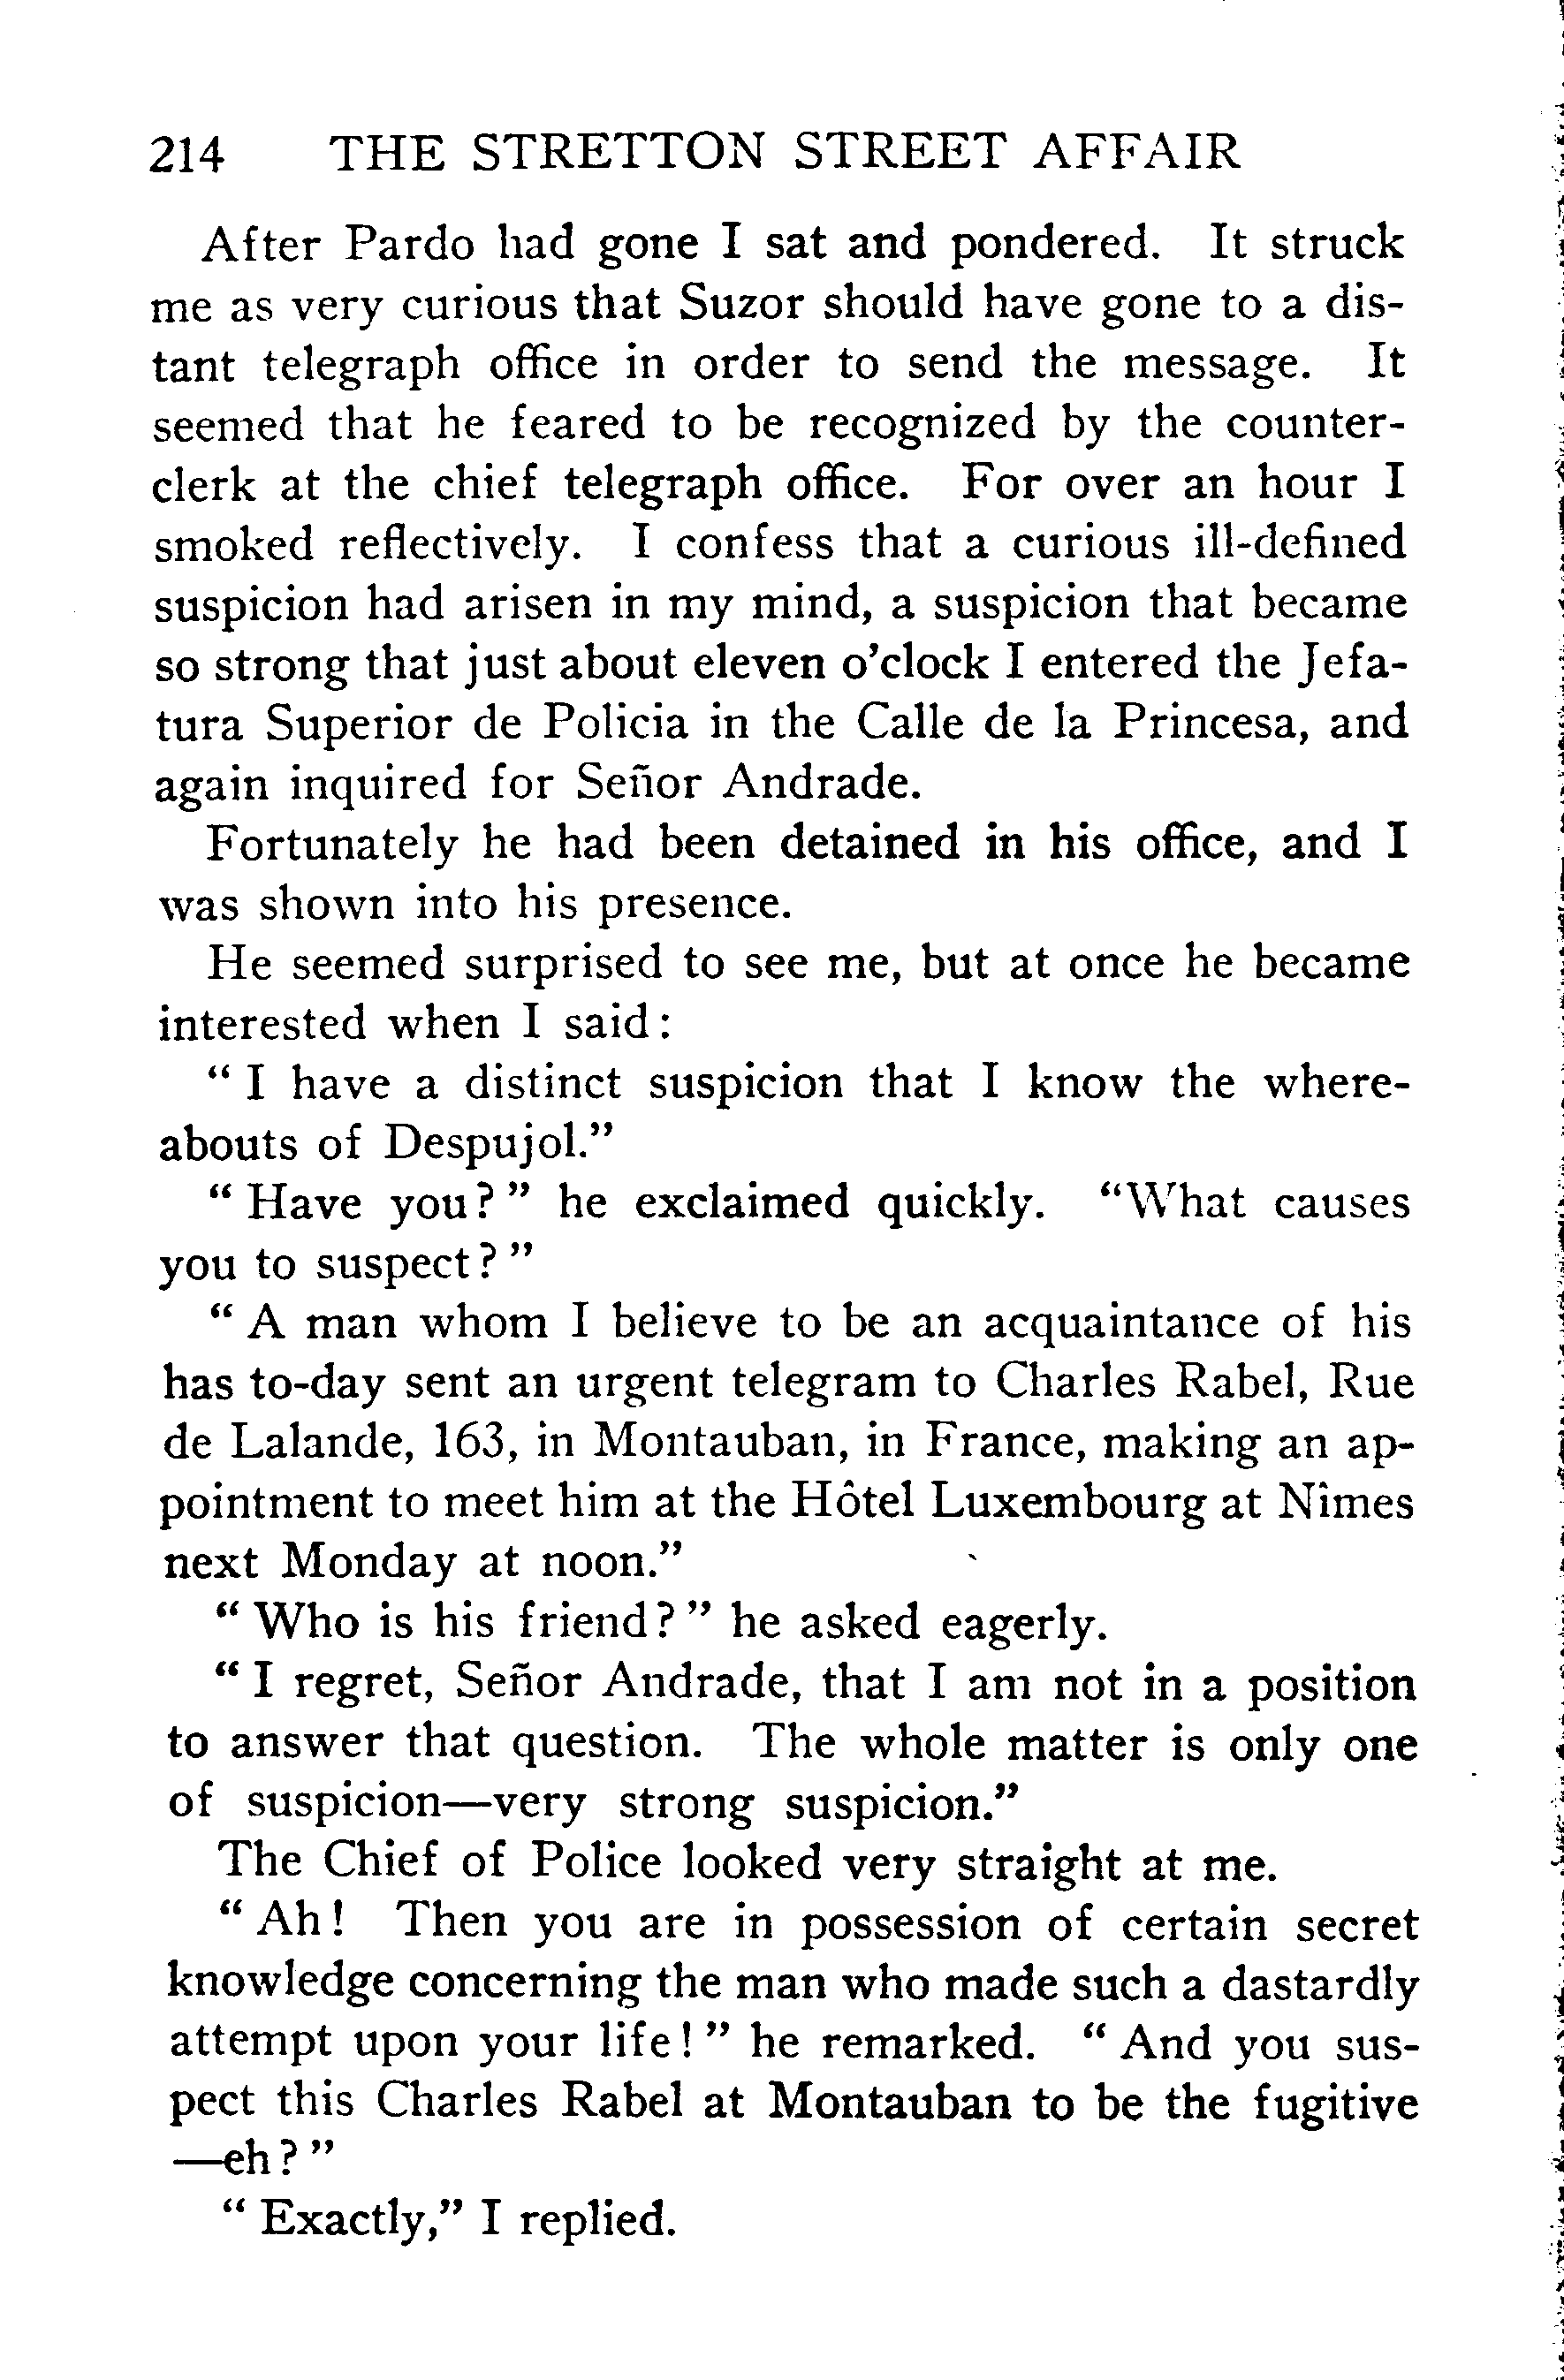 214 THE STRETTON STREET AFFAIR
After Pardo had gone I sat and pondered. It struck
me as very curious that Suzor should have gone to a dis-
tant telegraph office in order to send the message. It
seemed that he feared to be recognized by the counter-
clerk at the chief telegraph office. For over an hour I
smoked reflectively. I confess that a curious ill-defined
suspicion had arisen in my mind, a suspicion that became
so strong that just about eleven o’clock I entered the Jefa-
tura Superior de Policia in the Calle de la Princesa, and
again inquired for Señor Andrade.
Fortunately he had been detained in his office, and I
was shown into his presence.
He seemed surprised to see me, but at once he became
interested when I said:
“ I have a distinct suspicion that I know the where-
abouts of Despujol.”
“ Have you? ” he exclaimed quickly. “What causes
you to suspect? ”
“ A man whom I believe to be an acquaintance of his
has to-day sent an urgent telegram to Charles Rabel, Rue
de Lalande, 163, in Montauban, in France, making an ap-
pointment to meet him at the Hôtel Luxembourg at Nîmes
next Monday at noon.”
“ Who is his friend? ” he asked eagerly.
“ I regret, Señor Andrade, that I am not in a position
to answer that question. The whole matter is only one
of suspicion—very strong suspicion.”
The Chief of Police looked very straight at me.
“ Ah! Then you are in possession of certain secret
knowledge concerning the man who made such a dastardly
attempt upon your life! ” he remarked. “ And you sus-
pect this Charles Rabel at Montauban to be the fugitive
—eh? ”
“ Exactly,” I replied.